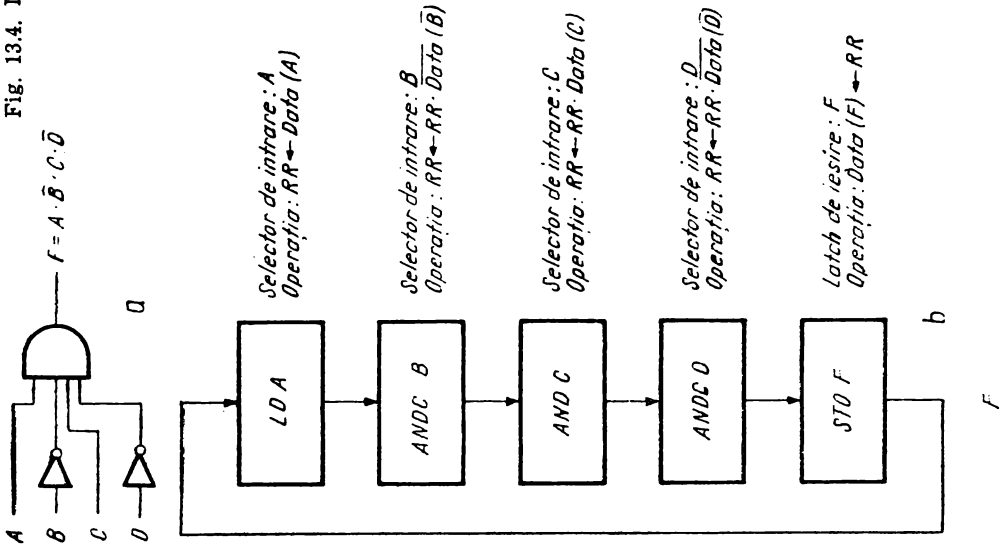 Fig. 13.4.
A
B
C
D
F = A · B̅ · C · D̅
a
LD A
Selector de intrare: A
Operația: RR ← Data (A)
ANDC B
Selector de intrare: B
Operația: RR ← RR · D̅a̅t̅a̅ (B̅)
AND C
Selector de intrare: C
Operația: RR ← RR · Data (C)
ANDC D
Selector de intrare: D
Operația: RR ← RR · D̅a̅t̅a̅ (D̅)
STO F
Latch de ieșire: F
Operația: Data (F) ← RR
b
F